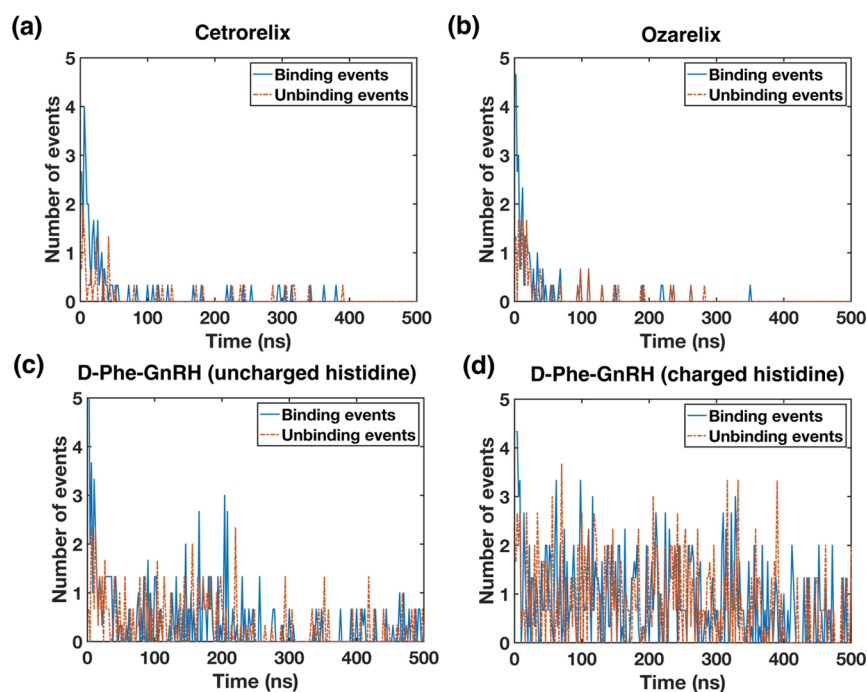 (a)
Cetrorelix
Number of events
5
4
3
2
1
0
Binding events
Unbinding events
0 100 200 300 400 500
Time (ns)
(b)
Ozarelix
Number of events
5
4
3
2
1
0
Binding events
Unbinding events
0 100 200 300 400 500
Time (ns)
(c)
D-Phe-GnRH (uncharged histidine)
Number of events
5
4
3
2
1
0
Binding events
Unbinding events
0 100 200 300 400 500
Time (ns)
(d)
D-Phe-GnRH (charged histidine)
Number of events
5
4
3
2
1
0
Binding events
Unbinding events
0 100 200 300 400 500
Time (ns)